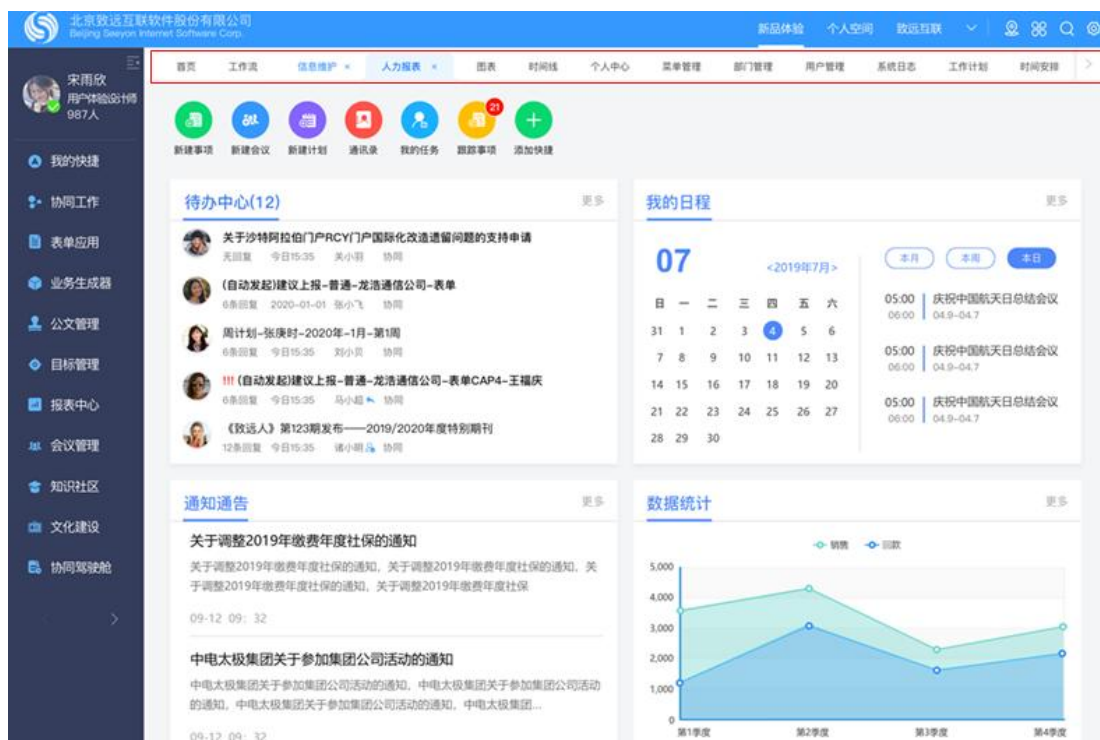 北京致远互联软件股份有限公司
Beijing Seeyon Internet Software Corp.
新品体验 个人空间 致远互联
宋雨欣
用户体验设计师
987人
首页 工作流 信息维护 × 人力报表 × 图表 时间线 个人中心 菜单管理 部门管理 用户管理 系统日志 工作计划 时间安排 >
21
新建事项 新建会议 新建计划 通讯录 我的任务 跟踪事项 添加快捷
我的快捷
协同工作
表单应用
业务生成器
公文管理
目标管理
报表中心
会议管理
知识社区
文化建设
协同驾驶舱
>
待办中心(12) 更多
关于沙特阿拉伯门户RCY门户国际化改造遗留问题的支持申请
无回复 今日15:35 关小羽 协同
(自动发起)建议上报-普通-龙浩通信公司-表单
6条回复 2020-01-01 张小飞 协同
周计划-张庚时-2020年-1月-第1周
6条回复 今日15:35 刘小贝 协同
!!! (自动发起)建议上报-普通-龙浩通信公司-表单CAP4-王福庆
6条回复 今日15:35 马小超 协同
《致远人》第123期发布——2019/2020年度特别期刊
12条回复 今日15:35 诸小明 协同
我的日程 更多
07 <2019年7月>
日 一 二 三 四 五 六
31 1 2 3 4 5 6
7 8 9 10 11 12 13
14 15 16 17 18 19 20
21 22 23 24 25 26 27
28 29 30
本月 本周 本日
05:00 庆祝中国航天日总结会议
06:00 04.9-04.7
05:00 庆祝中国航天日总结会议
06:00 04.9-04.7
05:00 庆祝中国航天日总结会议
06:00 04.9-04.7
通知通告 更多
关于调整2019年缴费年度社保的通知
关于调整2019年缴费年度社保的通知，关于调整2019年缴费年度社保的通知，关
于调整2019年缴费年度社保的通知，关于调整2019年缴费年度社保
09-12 09: 32
中电太极集团关于参加集团公司活动的通知
中电太极集团关于参加集团公司活动的通知，中电太极集团关于参加集团公司活动
的通知，中电太极集团关于参加集团公司活动的通知，中电太极集团...
09-12 09: 32
数据统计 更多
销售 回款
5,000
4,000
3,000
2,000
1,000
0
第1季度 第2季度 第3季度 第4季度